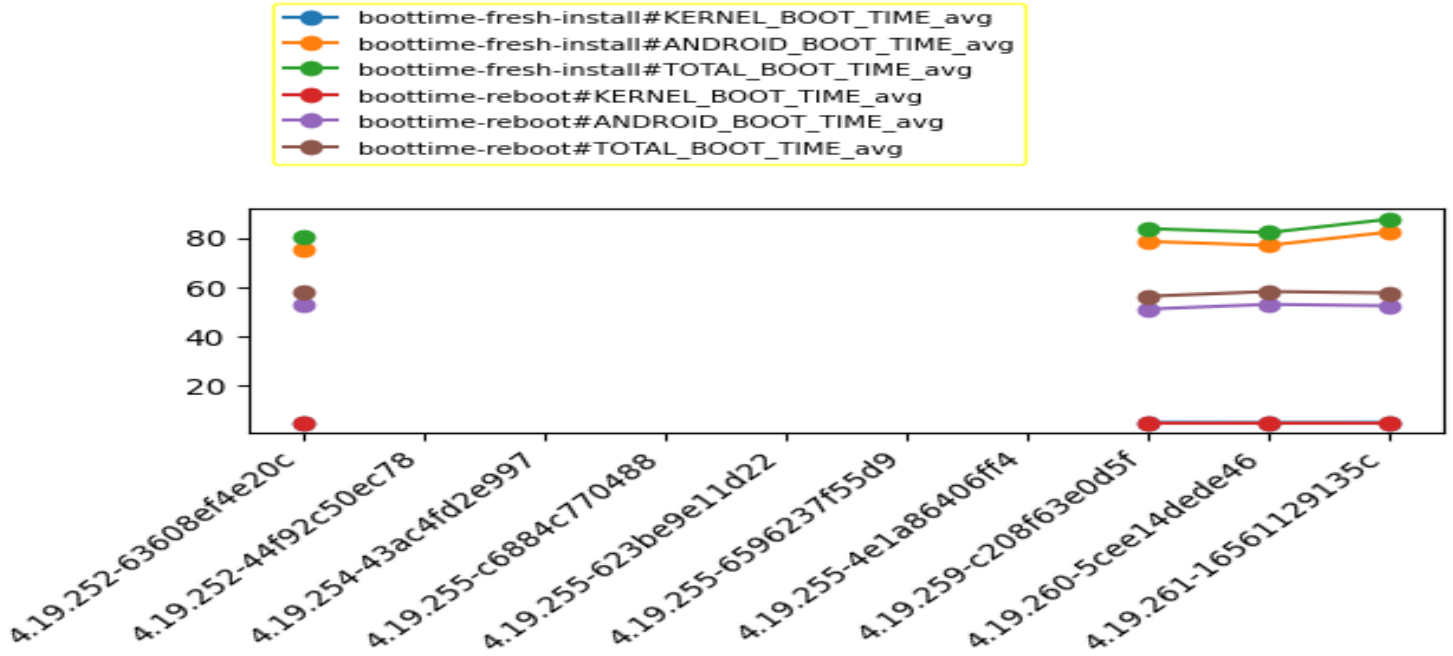 boottime-fresh-install#KERNEL_BOOT_TIME_avg
boottime-fresh-install#ANDROID_BOOT_TIME_avg
boottime-fresh-install#TOTAL_BOOT_TIME_avg
boottime-reboot#KERNEL_BOOT_TIME_avg
boottime-reboot#ANDROID_BOOT_TIME_avg
boottime-reboot#TOTAL_BOOT_TIME_avg
80
60
40
20
4.19.252-63608ef4e20c
4.19.252-44f92c50ec78
4.19.254-43ac4fd2e997
4.19.255-c6884c770488
4.19.255-623be9e11d22
4.19.255-6596237f55d9
4.19.255-4e1a86406ff4
4.19.259-c208f63e0d5f
4.19.260-5cee14dede46
4.19.261-16561129135c